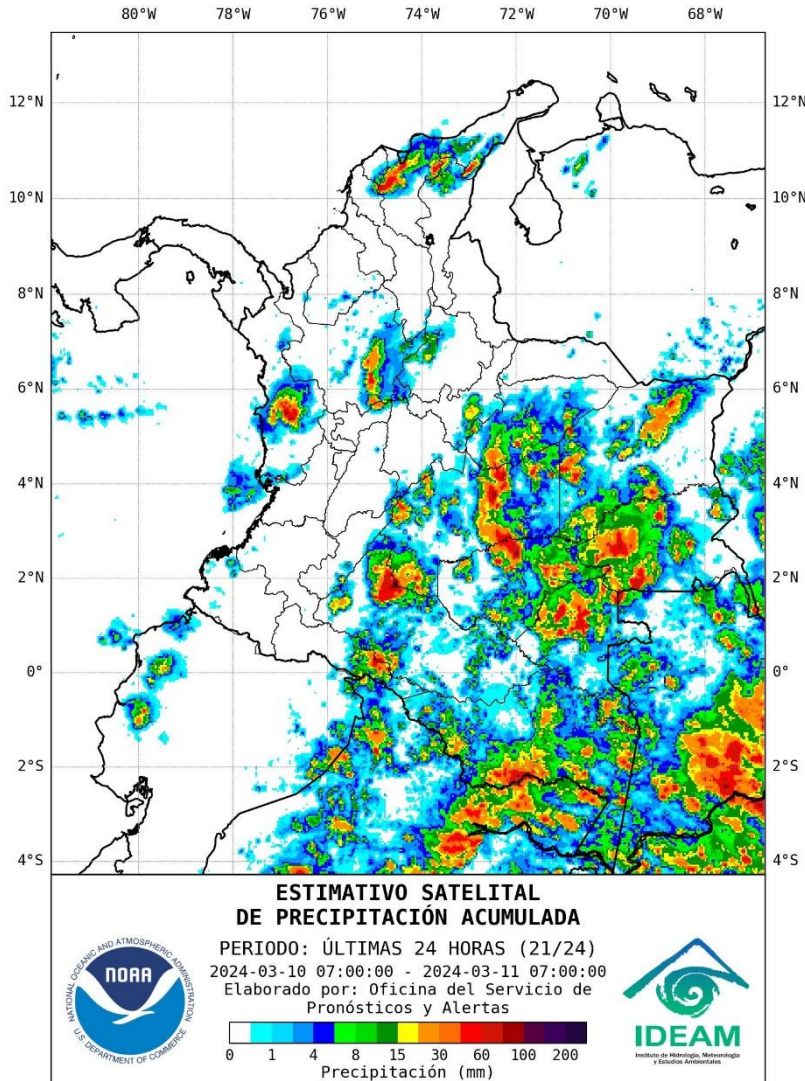 80°W 78°W 76°W 74°W 72°W 70°W 68°W
12°N 12°N
10°N 10°N
8°N 8°N
6°N 6°N
4°N 4°N
2°N 2°N
0° 0°
2°S 2°S
4°S 4°S
ESTIMATIVO SATELITAL
DE PRECIPITACIÓN ACUMULADA
PERIODO: ÚLTIMAS 24 HORAS (21/24)
2024-03-10 07:00:00 - 2024-03-11 07:00:00
Elaborado por: Oficina del Servicio de
Pronósticos y Alertas
0 1 4 8 15 30 60 100 200
Precipitación (mm)
NATIONAL OCEANIC AND ATMOSPHERIC ADMINISTRATION
NOAA
U.S. DEPARTMENT OF COMMERCE
IDEAM
Instituto de Hidrología, Meteorología
y Estudios Ambientales